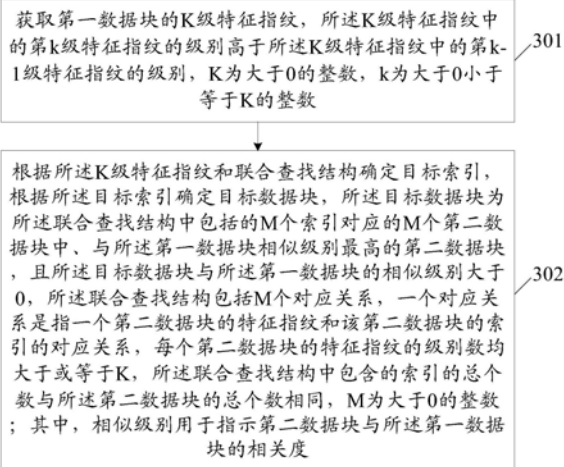 获取第一数据块的K级特征指纹，所述K级特征指纹中
的第k级特征指纹的级别高于所述K级特征指纹中的第k-
1级特征指纹的级别，K为大于0的整数，k为大于0小于
等于K的整数
301
根据所述K级特征指纹和联合查找结构确定目标索引，
根据所述目标索引确定目标数据块，所述目标数据块为
所述联合查找结构中包括的M个索引对应的M个第二数
据块中、与所述第一数据块相似级别最高的第二数据块
，且所述目标数据块与所述第一数据块的相似级别大于
0，所述联合查找结构包括M个对应关系，一个对应关
系是指一个第二数据块的特征指纹和该第二数据块的索
引的对应关系，每个第二数据块的特征指纹的级别数均
大于或等于K，所述联合查找结构中包含的索引的总个
数与所述第二数据块的总个数相同，M为大于0的整数
；其中，相似级别用于指示第二数据块与所述第一数据
块的相关度
302